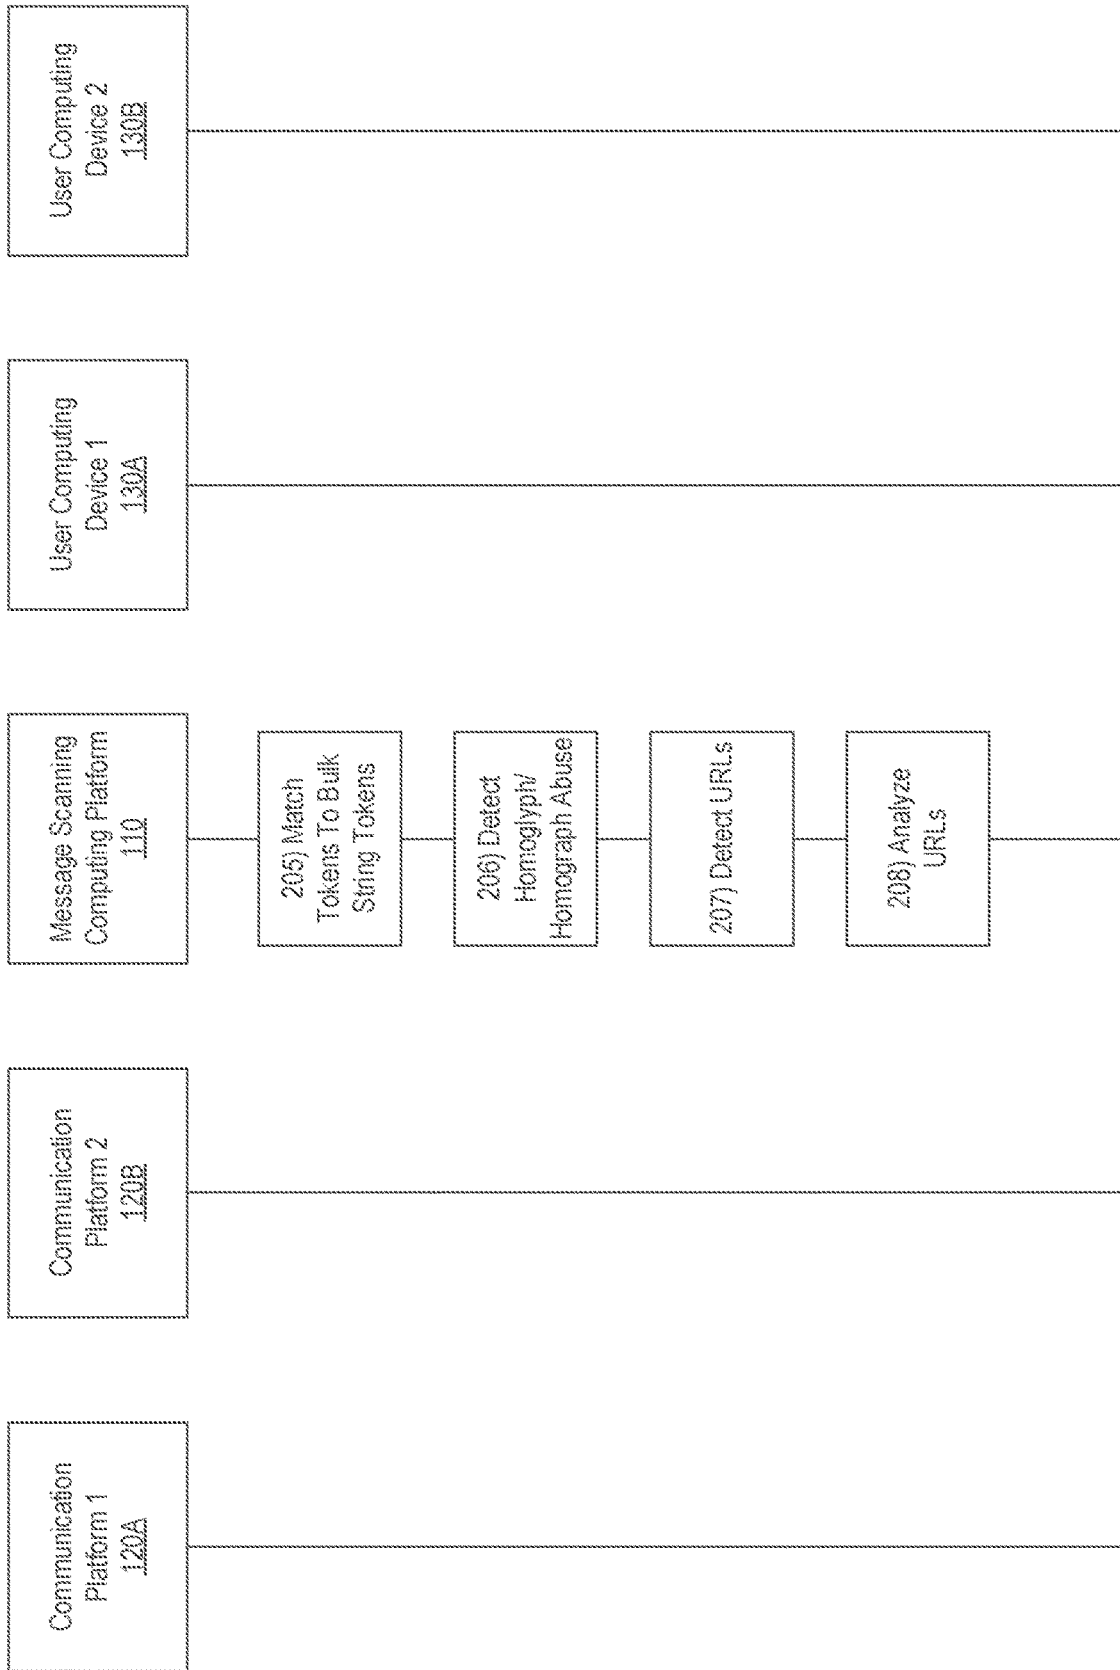 Communication
Platform 1
120A
Communication
Platform 2
120B
Message Scanning
Computing Platform
110
User Computing
Device 1
130A
User Computing
Device 2
130B
205) Match
Tokens To Bulk
String Tokens
206) Detect
Homoglyph/
Homograph Abuse
207) Detect URLs
208) Analyze
URLs